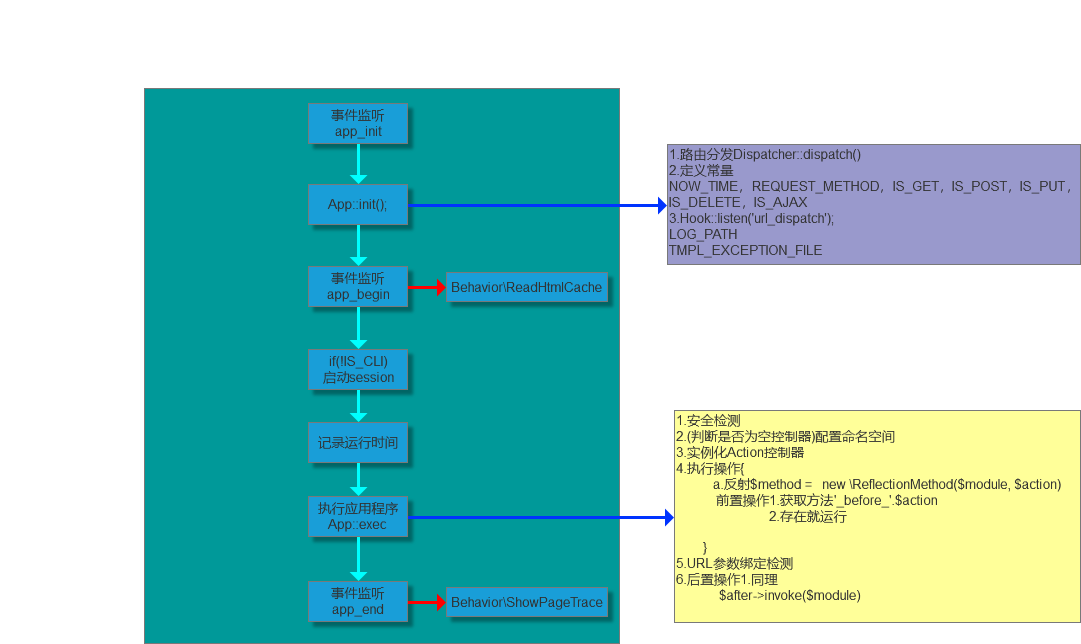 事件监听
app_init
App::init();
事件监听
app_begin
Behavior\ReadHtmlCache
if(!IS_CLI)
启动session
记录运行时间
执行应用程序
App::exec
事件监听
app_end
Behavior\ShowPageTrace
1.路由分发Dispatcher::dispatch()
2.定义常量
NOW_TIME，REQUEST_METHOD，IS_GET，IS_POST，IS_PUT，
IS_DELETE，IS_AJAX
3.Hook::listen('url_dispatch');
LOG_PATH
TMPL_EXCEPTION_FILE
1.安全检测
2.(判断是否为空控制器)配置命名空间
3.实例化Action控制器
4.执行操作{
a.反射$method = new \ReflectionMethod($module, $action)
前置操作1.获取方法'_before_'.$action
2.存在就运行
}
5.URL参数绑定检测
6.后置操作1.同理
$after->invoke($module)